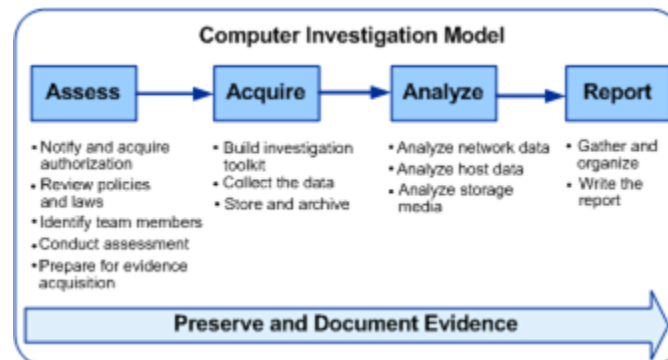 Computer Investigation Model
Assess
Acquire
Analyze
Report
• Notify and acquire
authorization
• Review policies
and laws
• Identify team members
• Conduct assessment
• Prepare for evidence
acquisition
• Build investigation
toolkit
• Collect the data
• Store and archive
• Analyze network data
• Analyze host data
• Analyze storage
media
• Gather and
organize
• Write the
report
Preserve and Document Evidence